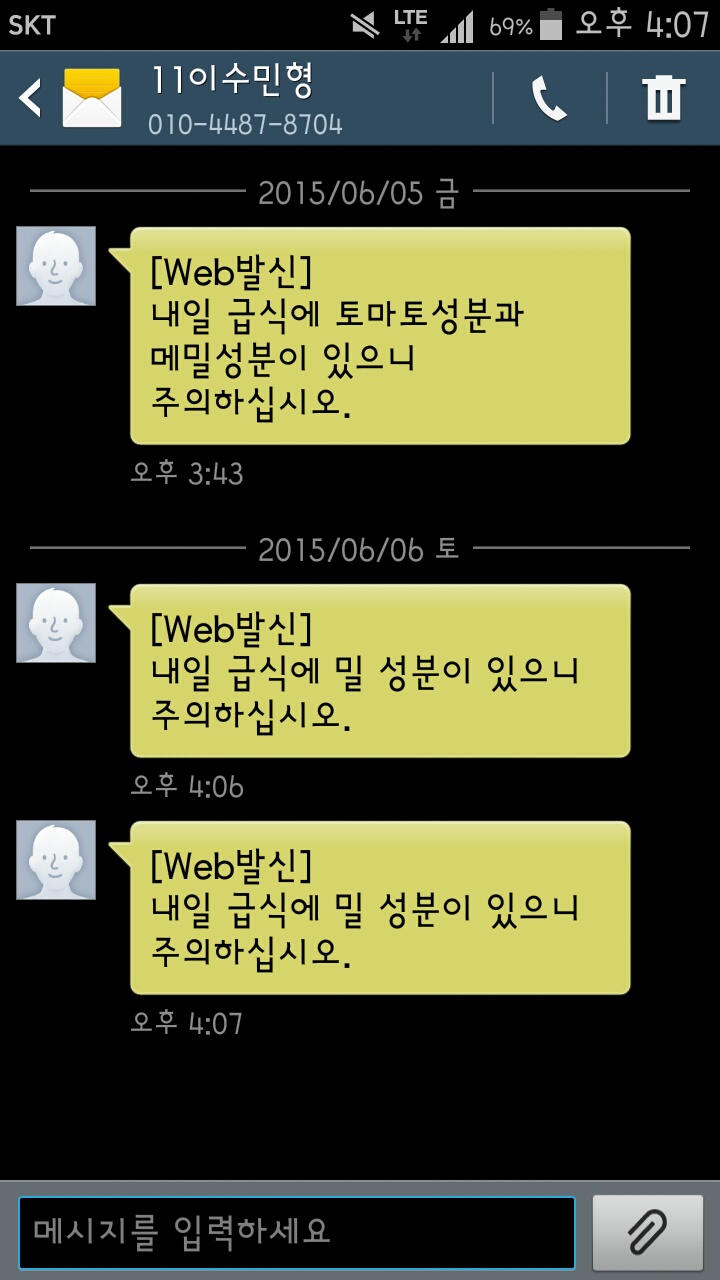 SKT LTE 69% 오후 4:07
11이수민형
010-4487-8704
2015/06/05 금
[Web발신]
내일 급식에 토마토성분과
메밀성분이 있으니
주의하십시오.
오후 3:43
2015/06/06 토
[Web발신]
내일 급식에 밀 성분이 있으니
주의하십시오.
오후 4:06
[Web발신]
내일 급식에 밀 성분이 있으니
주의하십시오.
오후 4:07
메시지를 입력하세요